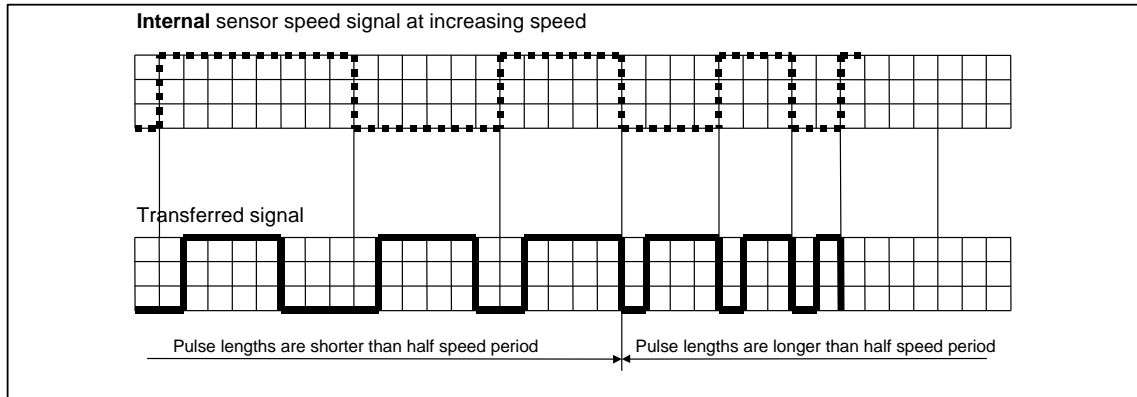 Internal sensor speed signal at increasing speed
Transferred signal
Pulse lengths are shorter than half speed period
Pulse lengths are longer than half speed period